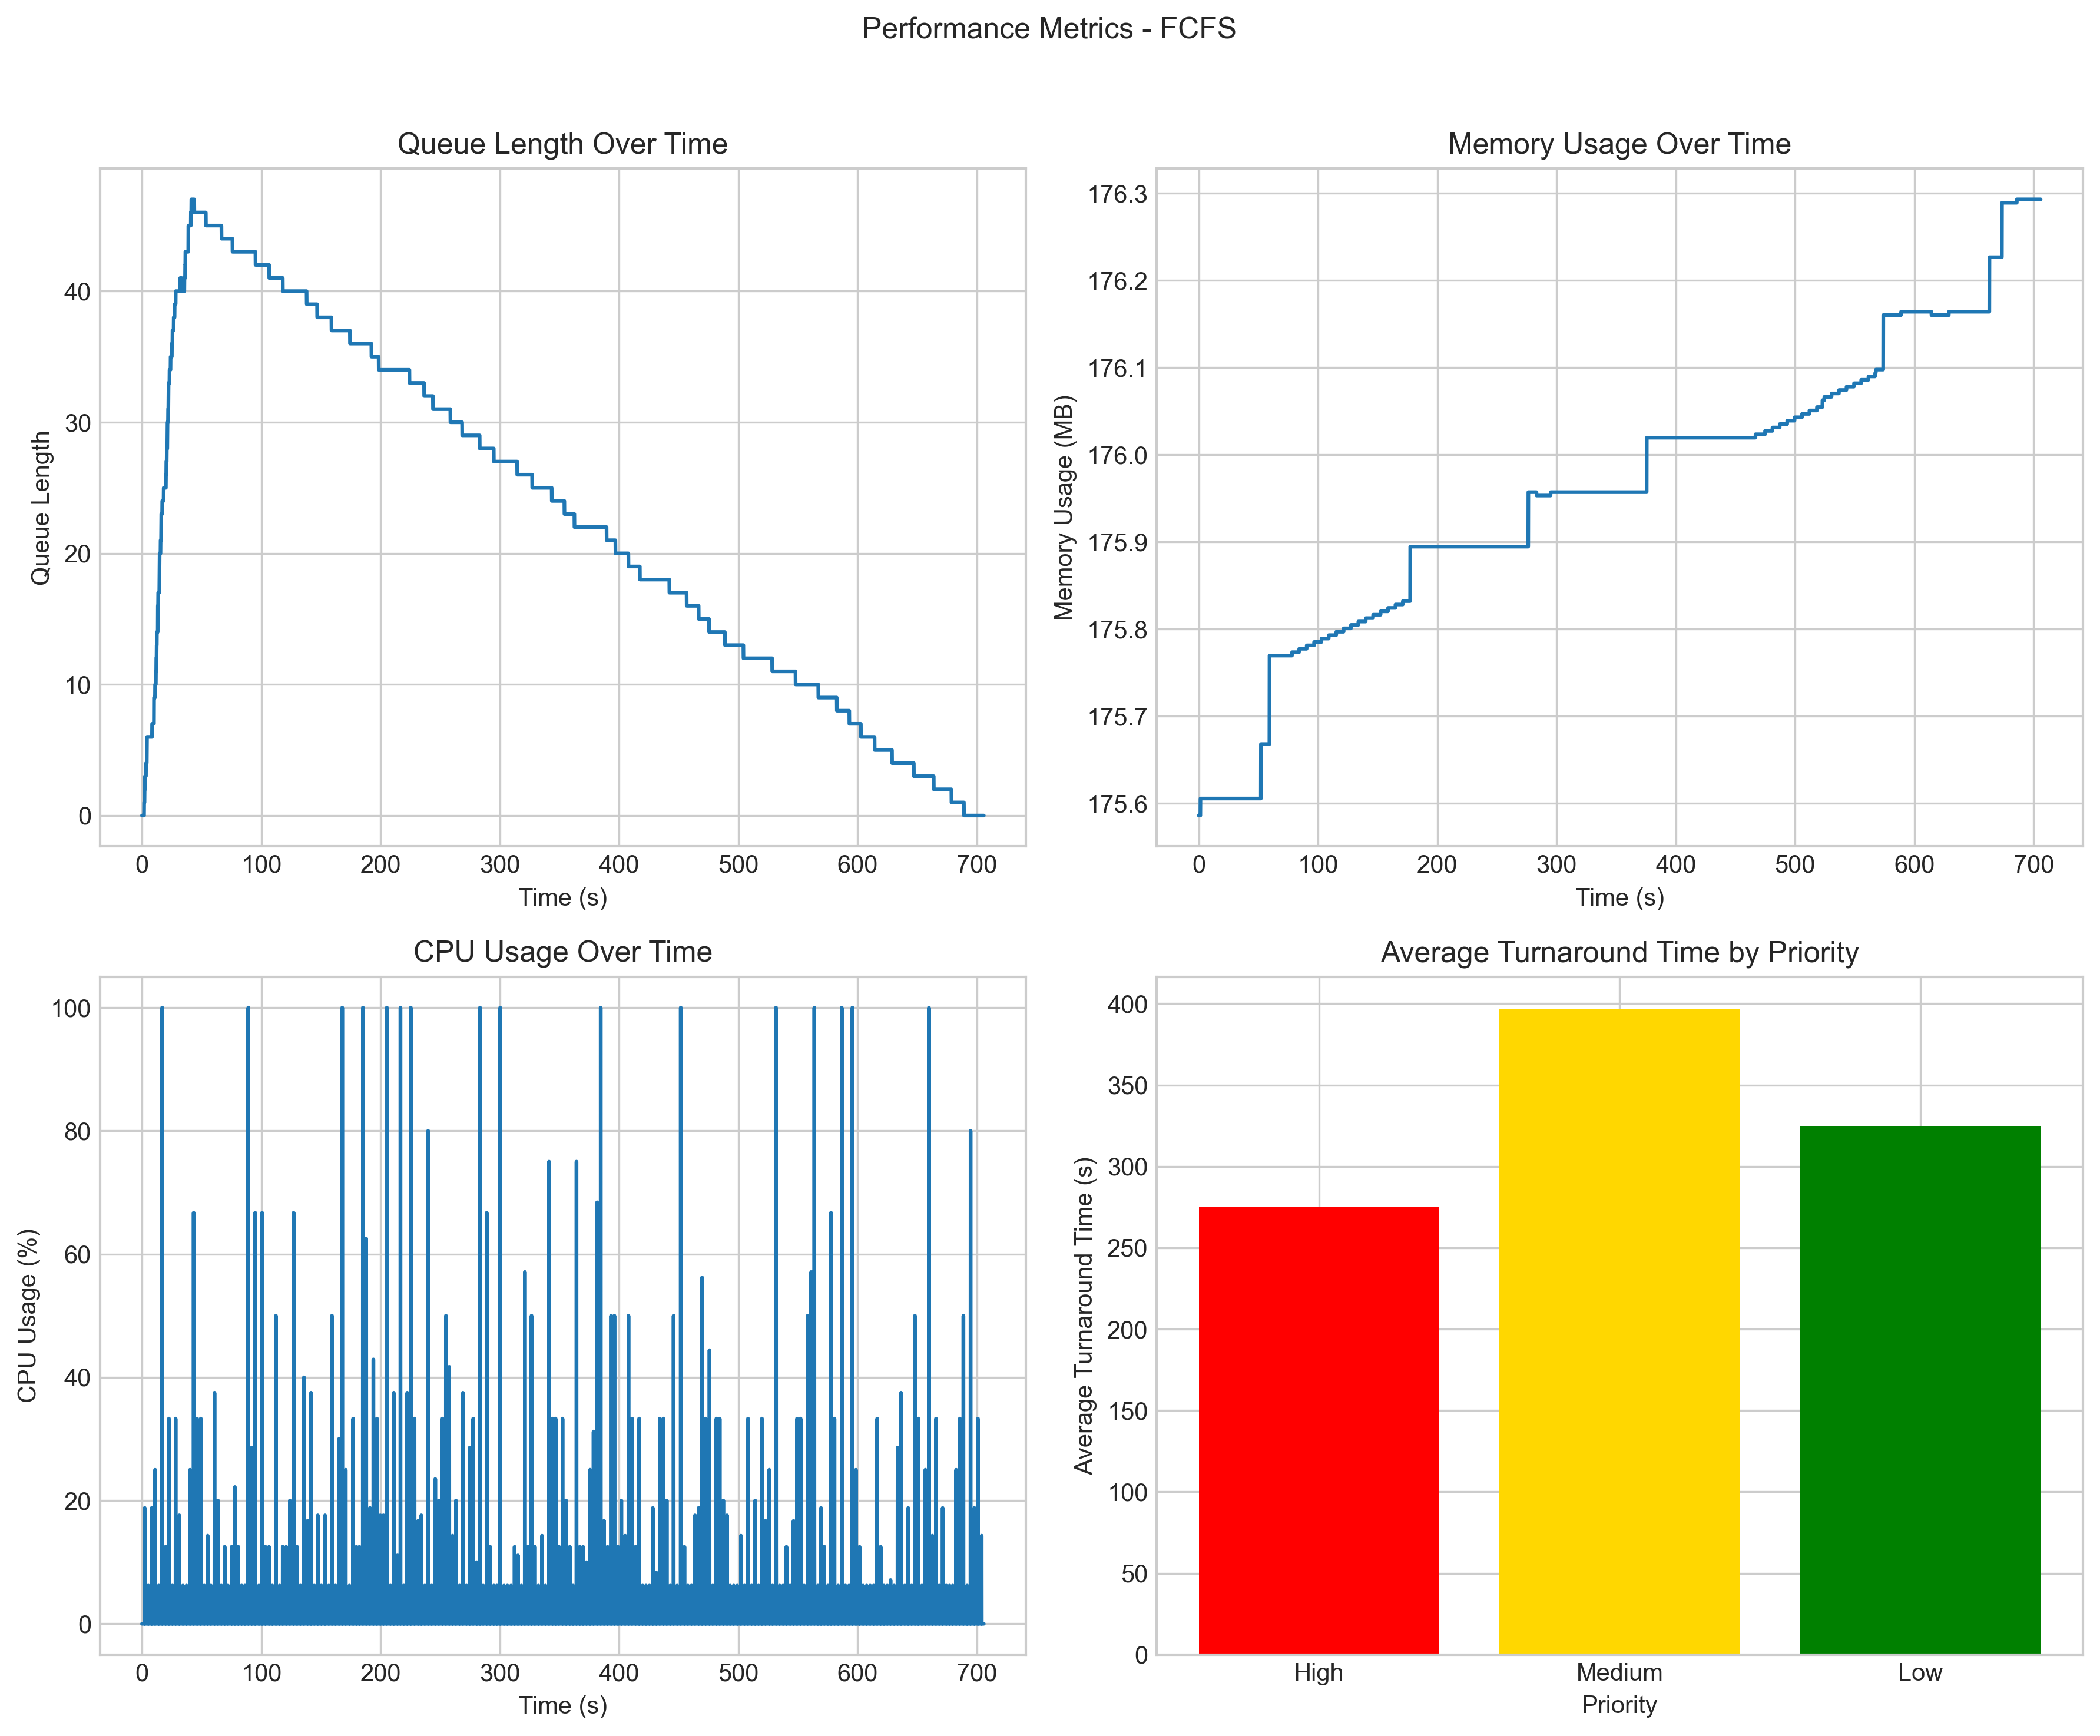 Performance Metrics - FCFS
Queue Length Over Time
Queue Length
40
30
20
10
0
0 100 200 300 400 500 600 700
Time (s)
Memory Usage Over Time
Memory Usage (MB)
176.3
176.2
176.1
176.0
175.9
175.8
175.7
175.6
0 100 200 300 400 500 600 700
Time (s)
CPU Usage Over Time
CPU Usage (%)
100
80
60
40
20
0
0 100 200 300 400 500 600 700
Time (s)
Average Turnaround Time by Priority
Average Turnaround Time (s)
400
350
300
250
200
150
100
50
0
High Medium Low
Priority